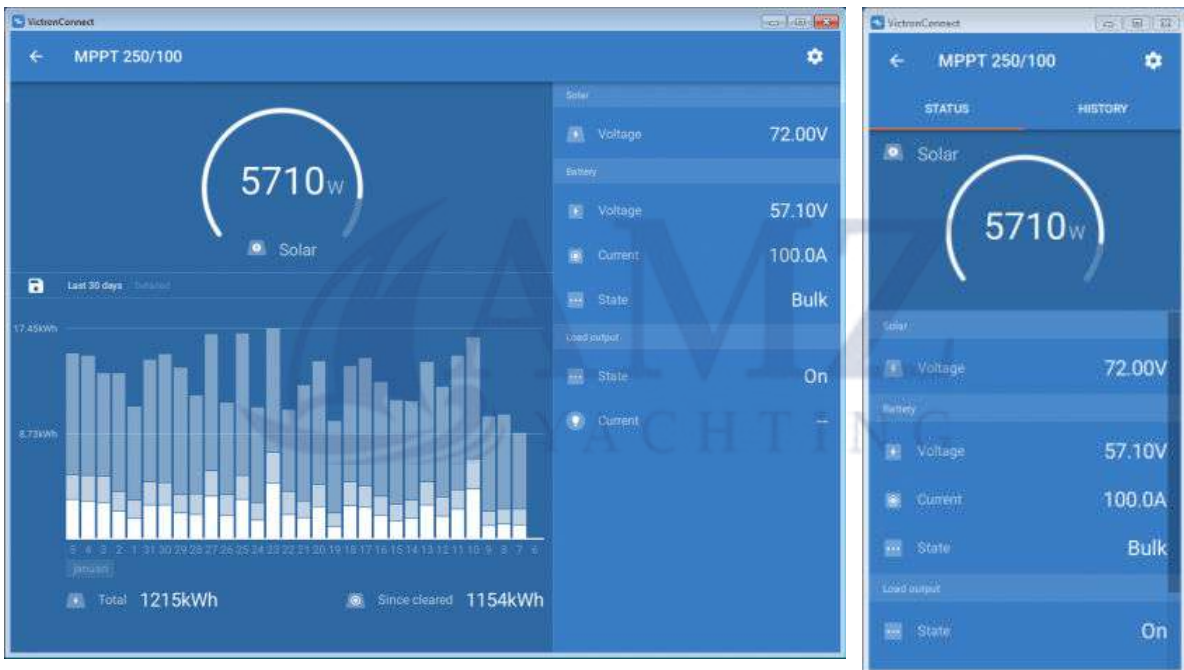 VictronConnect
MPPT 250/100
5710W
Solar
Last 30 days Detailed
17.45kWh
8.73kWh
5 4 3 2 1 31 30 29 28 27 26 25 24 23 22 21 20 19 18 17 16 15 14 13 12 11 10 9 8 7 6
januari
Total 1215kWh
Since cleared 1154kWh
Solar
Voltage 72.00V
Battery
Voltage 57.10V
Current 100.0A
State Bulk
Load output
State On
Current --
AMZ
YACHTING
VictronConnect
MPPT 250/100
STATUS HISTORY
Solar
5710W
Solar
Voltage 72.00V
Battery
Voltage 57.10V
Current 100.0A
State Bulk
Load output
State On